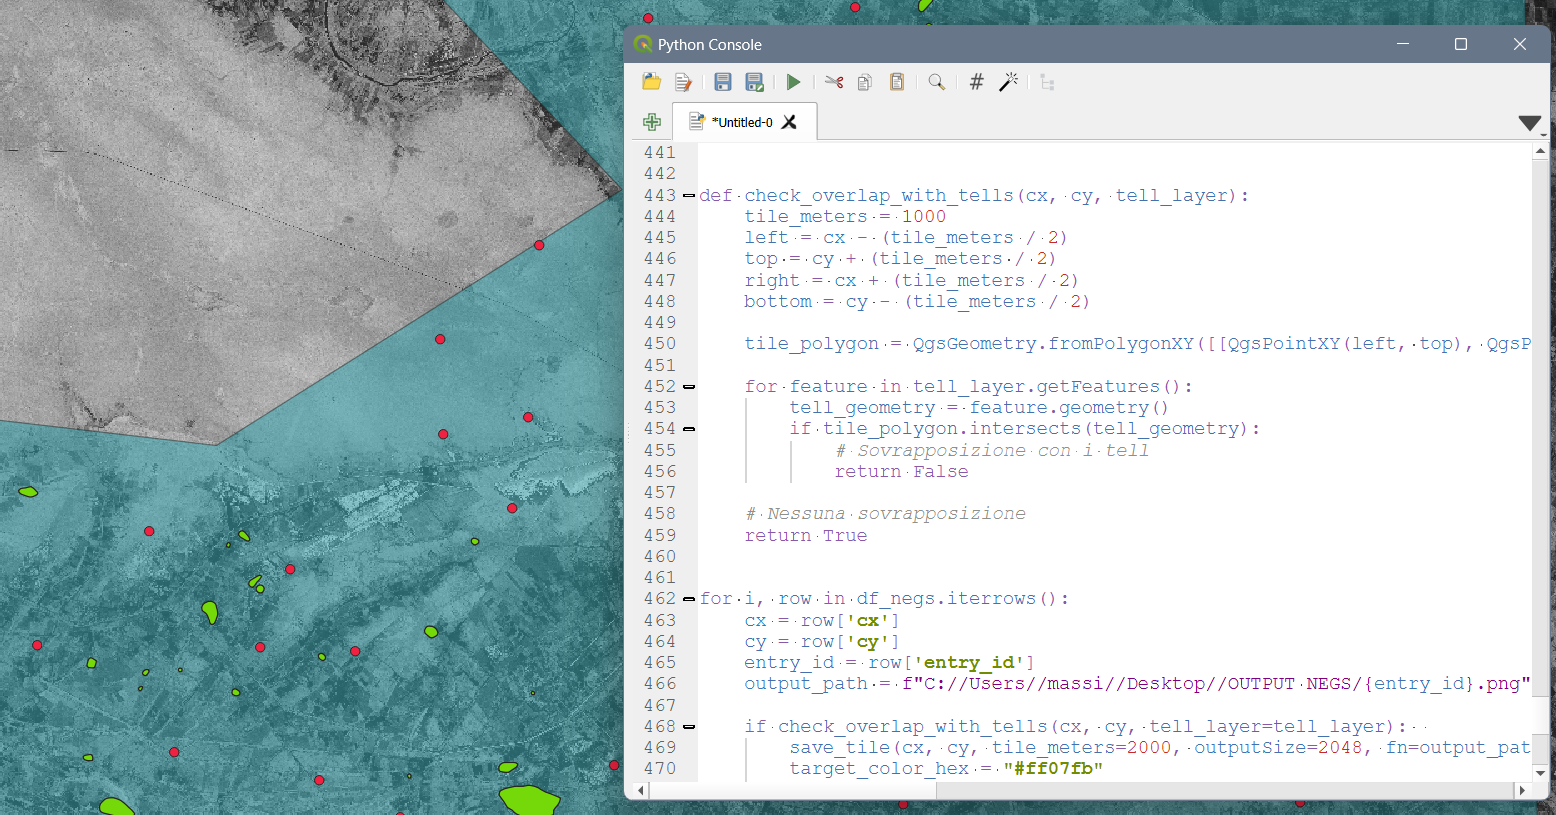 Python Console
*Untitled-0
441
442
443 def check_overlap_with_tells(cx, cy, tell_layer):
444 tile_meters = 1000
445 left = cx - (tile_meters / 2)
446 top = cy + (tile_meters / 2)
447 right = cx + (tile_meters / 2)
448 bottom = cy - (tile_meters / 2)
449
450 tile_polygon = QgsGeometry.fromPolygonXY([[QgsPointXY(left, top), QgsP
451
452 for feature in tell_layer.getFeatures():
453 tell_geometry = feature.geometry()
454 if tile_polygon.intersects(tell_geometry):
455 # Sovrapposizione con i tell
456 return False
457
458 # Nessuna sovrapposizione
459 return True
460
461
462 for i, row in df_negs.iterrows():
463 cx = row['cx']
464 cy = row['cy']
465 entry_id = row['entry_id']
466 output_path = f"C://Users//massi//Desktop//OUTPUT NEGS/{entry_id}.png"
467
468 if check_overlap_with_tells(cx, cy, tell_layer=tell_layer):
469 save_tile(cx, cy, tile_meters=2000, outputSize=2048, fn=output_pat
470 target_color_hex = "#ff07fb"